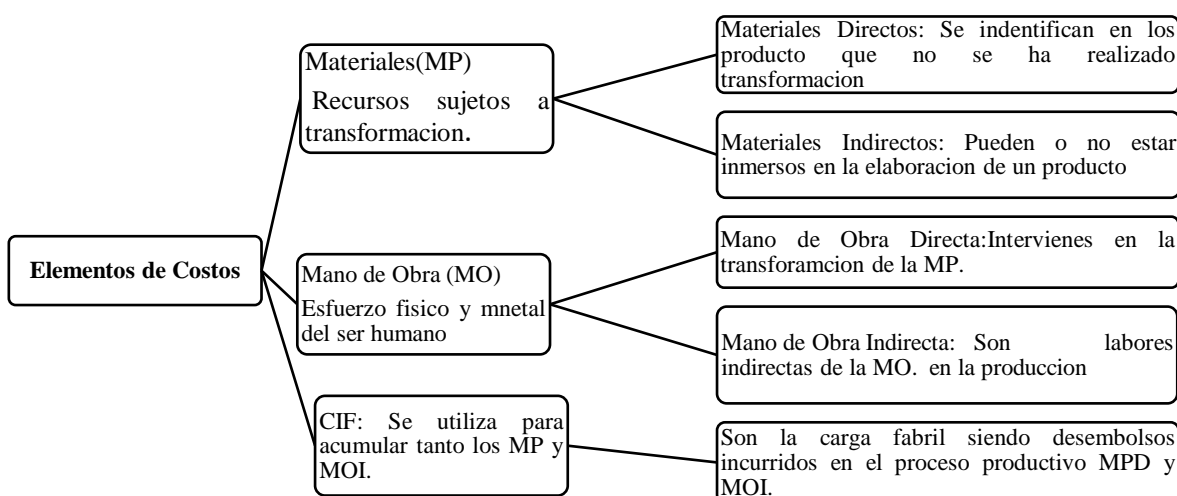 Elementos de Costos
Materiales(MP)
Recursos sujetos a
transformacion.
Materiales Directos: Se indentifican en los
producto que no se ha realizado
transformacion
Materiales Indirectos: Pueden o no estar
inmersos en la elaboracion de un producto
Mano de Obra (MO)
Esfuerzo fisico y mnetal
del ser humano
Mano de Obra Directa:Intervienes en la
transforamcion de la MP.
Mano de Obra Indirecta: Son labores
indirectas de la MO. en la produccion
CIF: Se utiliza para
acumular tanto los MP y
MOI.
Son la carga fabril siendo desembolsos
incurridos en el proceso productivo MPD y
MOI.